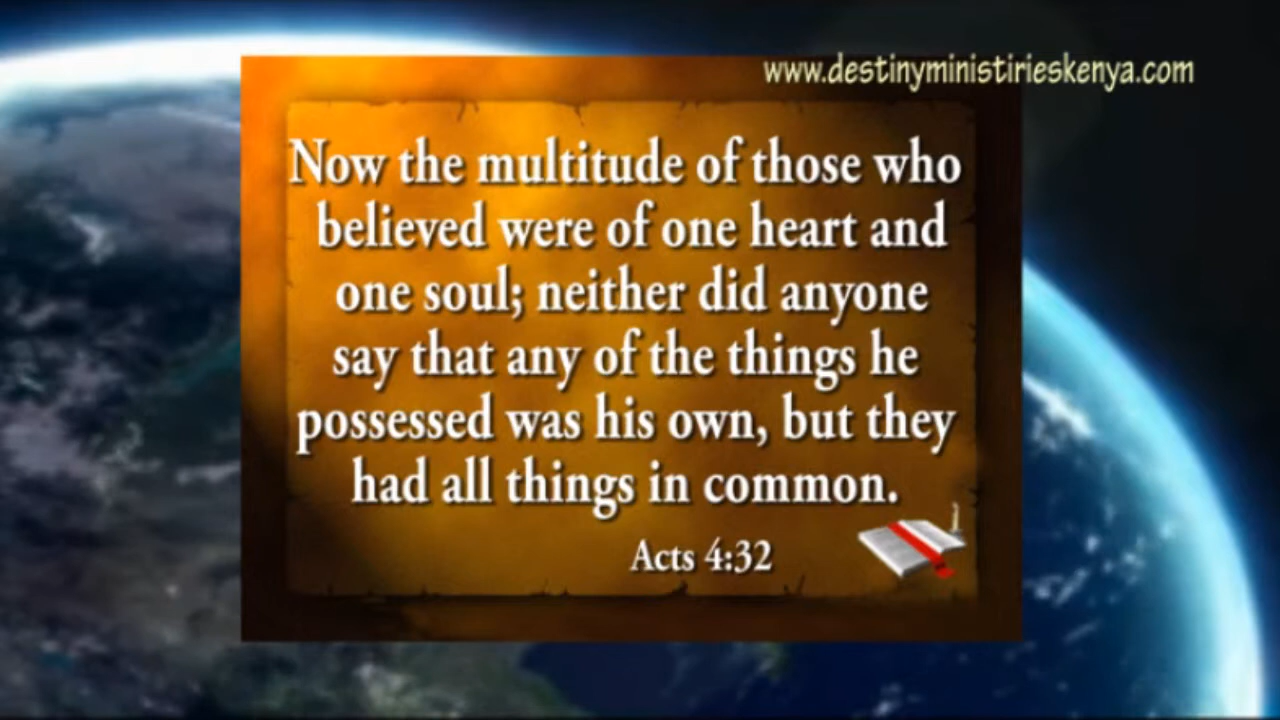 www.destinyministirieskenya.com
Now the multitude of those who
believed were of one heart and
one soul; neither did anyone
say that any of the things he
possessed was his own, but they
had all things in common.
Acts 4:32